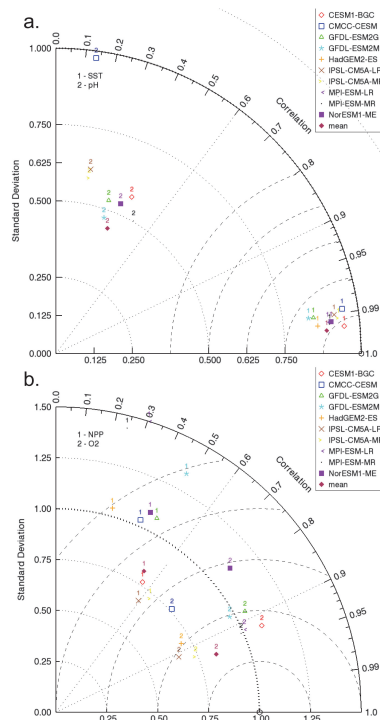 a.
1 - SST
2 - pH
Standard Deviation
1.000
0.750
0.625
0.500
0.250
0.125
0.000
0.125
0.250
0.500
0.625
0.750
1.0
0.0
0.1
0.2
0.3
0.4
0.5
0.6
0.7
0.8
0.9
0.95
0.99
1.0
Correlation
CESM1-BGC
CMCC-CESM
GFDL-ESM2G
GFDL-ESM2M
HadGEM2-ES
IPSL-CM5A-LR
IPSL-CM5A-MR
MPI-ESM-LR
MPI-ESM-MR
NorESM1-ME
mean
b.
1 - NPP
2 - O2
Standard Deviation
1.50
1.25
1.00
0.75
0.50
0.25
0.00
0.25
0.50
0.75
1.00
1.25
0.0
0.1
0.2
0.3
0.4
0.5
0.6
0.7
0.8
0.9
0.95
0.99
1.0
Correlation
CESM1-BGC
CMCC-CESM
GFDL-ESM2G
GFDL-ESM2M
HadGEM2-ES
IPSL-CM5A-LR
IPSL-CM5A-MR
MPI-ESM-LR
MPI-ESM-MR
NorESM1-ME
mean